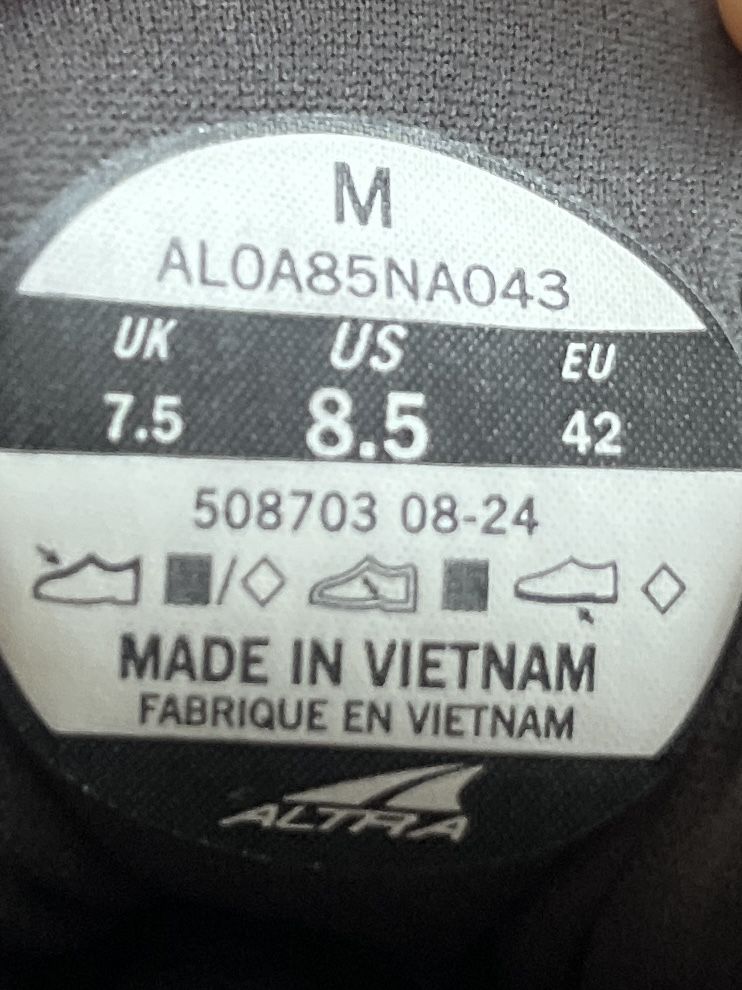 M
AL0A85NA043
UK US EU
7.5 8.5 42
508703 08-24
/
MADE IN VIETNAM
FABRIQUE EN VIETNAM
ALTRA